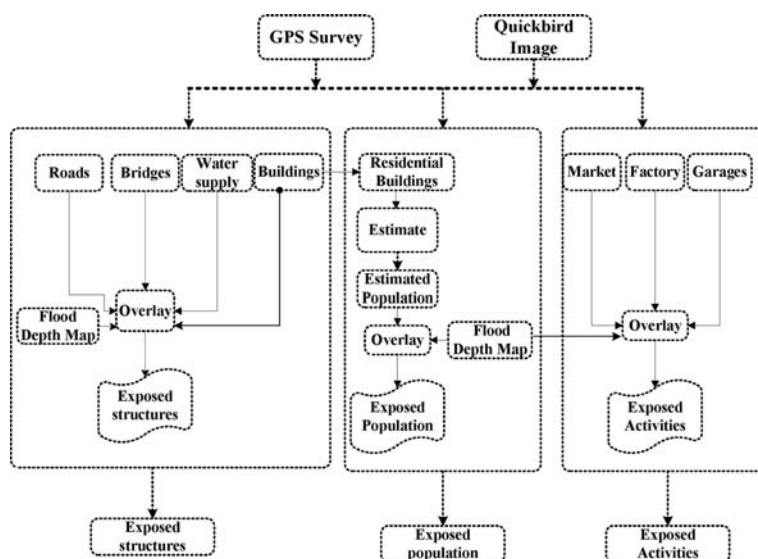 GPS Survey
Quickbird
Image
Roads
Bridges
Water
supply
Buildings
Residential
Buildings
Market
Factory
Garages
Estimate
Estimated
Population
Flood
Depth Map
Overlay
Overlay
Flood
Depth Map
Overlay
Exposed
structures
Exposed
Population
Exposed
Activities
Exposed
structures
Exposed
population
Exposed
Activities